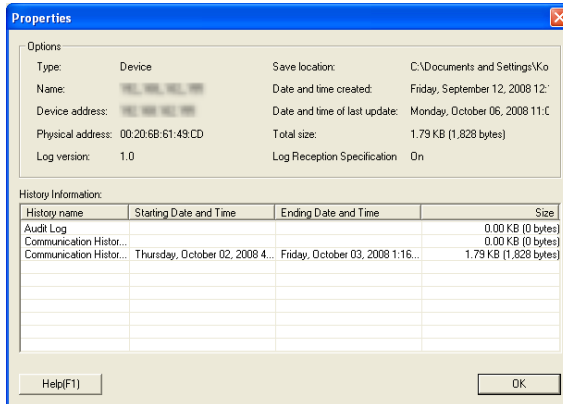 Properties
Options
Type: Device Save location: C:\Documents and Settings\Ko
Name: Date and time created: Friday, September 12, 2008 12:
Device address: Date and time of last update: Monday, October 06, 2008 11:0
Physical address: 00:20:6B:61:49:CD Total size: 1.79 KB (1,828 bytes)
Log version: 1.0 Log Reception Specification On
History Information:
History name Starting Date and Time Ending Date and Time Size
Audit Log 0.00 KB (0 bytes)
Communication Histor... 0.00 KB (0 bytes)
Communication Histor... Thursday, October 02, 2008 4... Friday, October 03, 2008 1:16... 1.79 KB (1,828 bytes)
Help(F1) OK